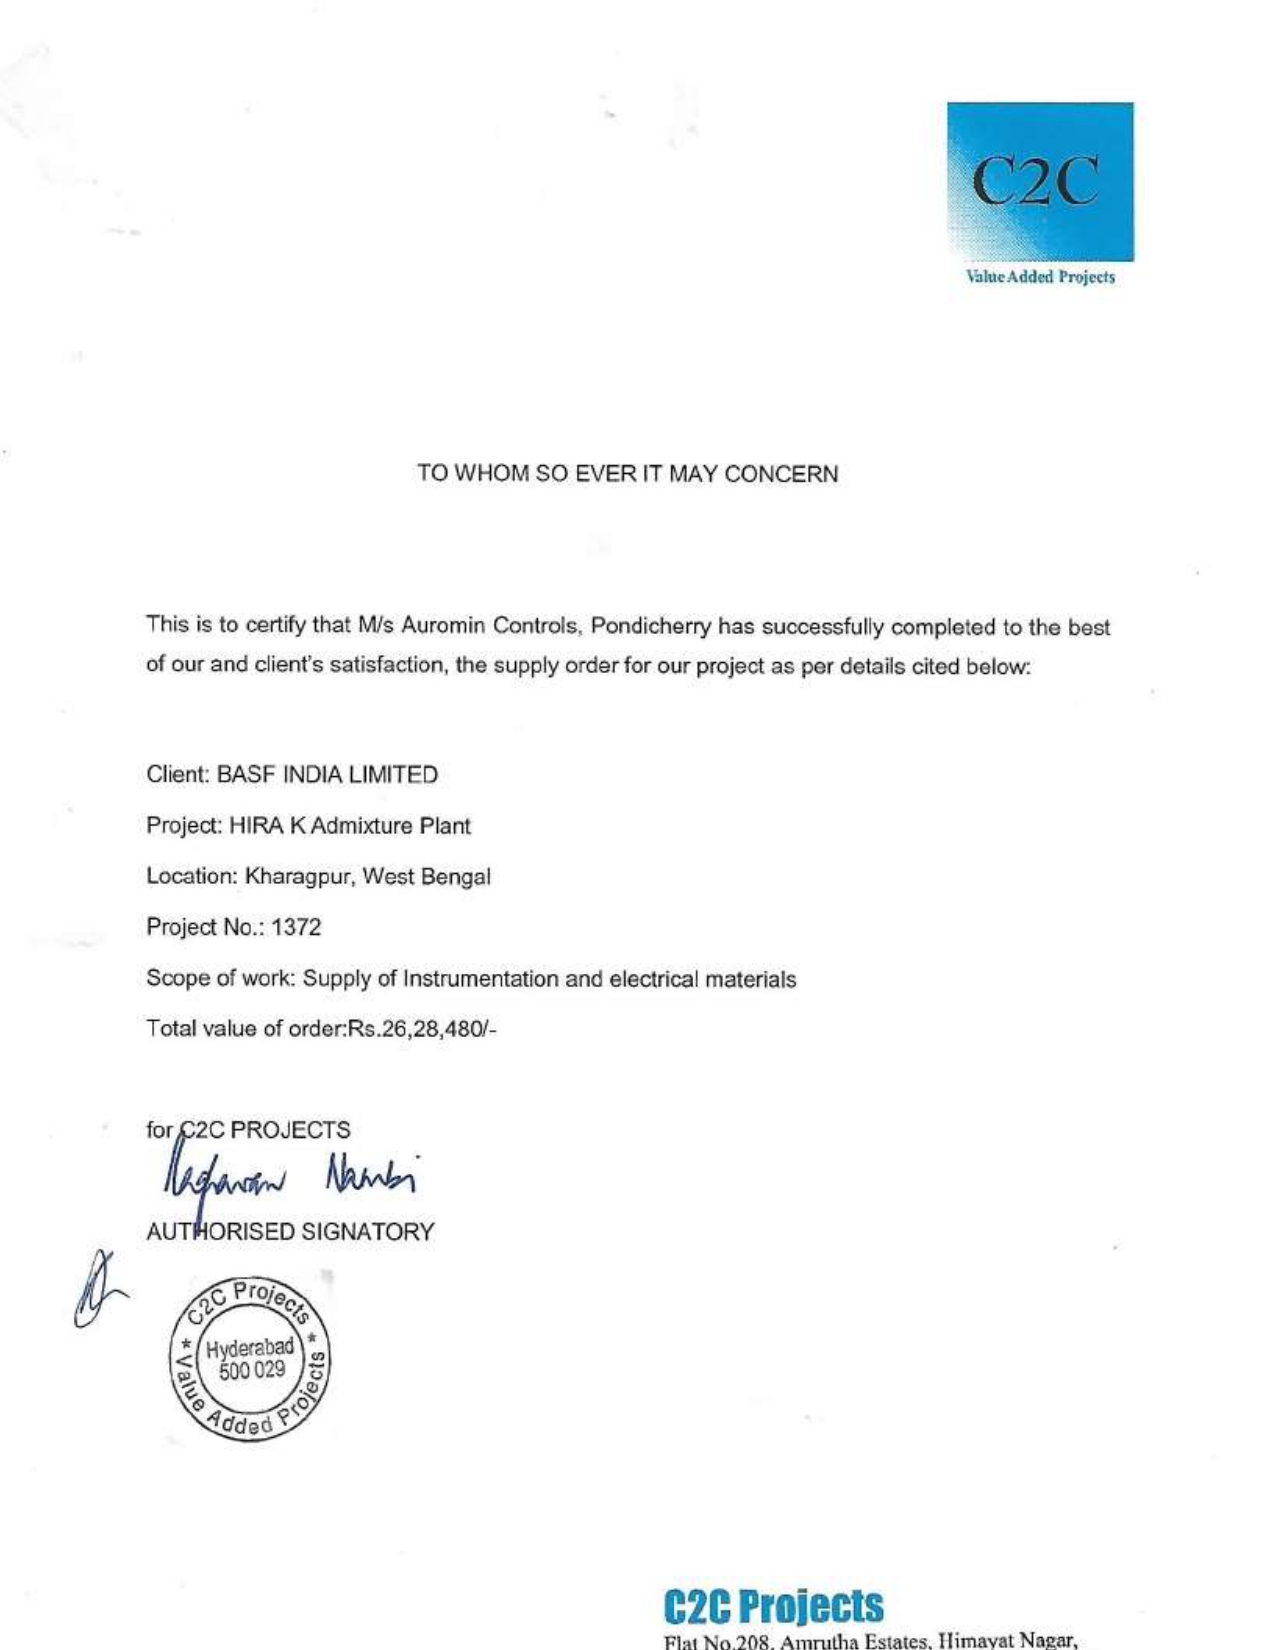 C2C
Value Added Projects
TO WHOM SO EVER IT MAY CONCERN
This is to certify that M/s Auromin Controls, Pondicherry has successfully completed to the best
of our and client's satisfaction, the supply order for our project as per details cited below:
Client: BASF INDIA LIMITED
Project: HIRA K Admixture Plant
Location: Kharagpur, West Bengal
Project No.: 1372
Scope of work: Supply of Instrumentation and electrical materials
Total value of order:Rs.26,28,480/-
for C2C PROJECTS
Raghavan Nambi
AUTHORISED SIGNATORY
C2C Projects
Hyderabad
500 029
* Value Added Projects *
C2C Projects
Flat No.208, Amrutha Estates, Himayat Nagar,